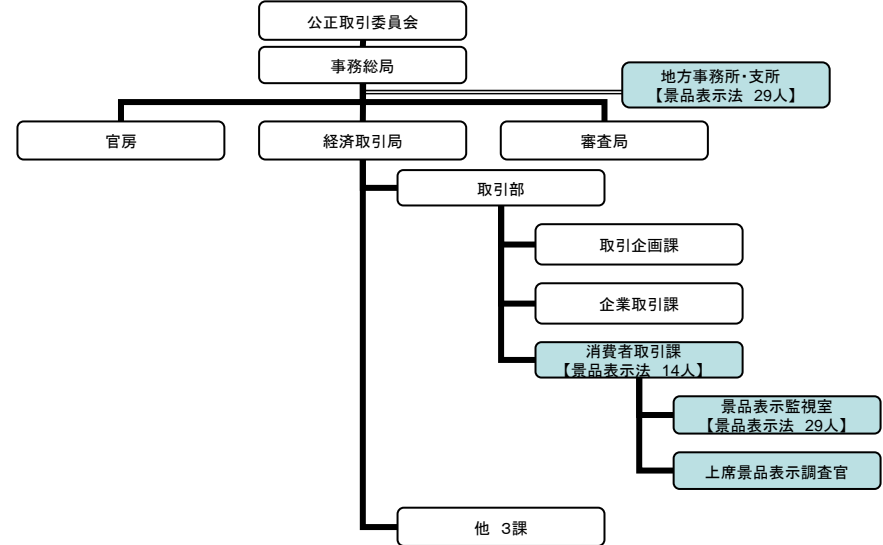 公正取引委員会
事務総局
地方事務所・支所
【景品表示法 29人】
官房
経済取引局
審査局
取引部
取引企画課
企業取引課
消費者取引課
【景品表示法 14人】
景品表示監視室
【景品表示法 29人】
上席景品表示調査官
他 3課